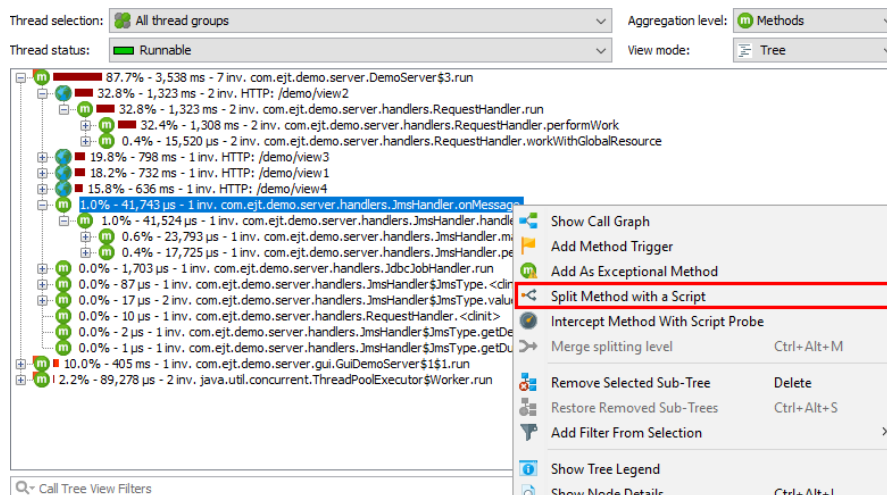 Thread selection: All thread groups Aggregation level: Methods
Thread status: Runnable View mode: Tree
87.7% - 3,538 ms - 7 inv. com.ejt.demo.server.DemoServer$3.run
32.8% - 1,323 ms - 2 inv. HTTP: /demo/view2
32.8% - 1,323 ms - 2 inv. com.ejt.demo.server.handlers.RequestHandler.run
32.4% - 1,308 ms - 2 inv. com.ejt.demo.server.handlers.RequestHandler.performWork
0.4% - 15,520 µs - 2 inv. com.ejt.demo.server.handlers.RequestHandler.workWithGlobalResource
19.8% - 798 ms - 1 inv. HTTP: /demo/view3
18.2% - 732 ms - 1 inv. HTTP: /demo/view1
15.8% - 636 ms - 1 inv. HTTP: /demo/view4
1.0% - 41,743 µs - 1 inv. com.ejt.demo.server.handlers.JmsHandler.onMessage
1.0% - 41,524 µs - 1 inv. com.ejt.demo.server.handlers.JmsHandler.handle
0.6% - 23,793 µs - 1 inv. com.ejt.demo.server.handlers.JmsHandler.ma
0.4% - 17,725 µs - 1 inv. com.ejt.demo.server.handlers.JmsHandler.pe
0.0% - 1,703 µs - 1 inv. com.ejt.demo.server.handlers.JdbcJobHandler.run
0.0% - 87 µs - 1 inv. com.ejt.demo.server.handlers.JmsHandler$JmsType.<clin
0.0% - 17 µs - 2 inv. com.ejt.demo.server.handlers.JmsHandler$JmsType.value
0.0% - 10 µs - 1 inv. com.ejt.demo.server.handlers.RequestHandler.<clinit>
0.0% - 2 µs - 1 inv. com.ejt.demo.server.handlers.JmsHandler$JmsType.getDe
0.0% - 1 µs - 1 inv. com.ejt.demo.server.handlers.JmsHandler$JmsType.getDu
10.0% - 405 ms - 1 inv. com.ejt.demo.server.gui.GuiDemoServer$1$1.run
2.2% - 89,278 µs - 2 inv. java.util.concurrent.ThreadPoolExecutor$Worker.run
Show Call Graph
Add Method Trigger
Add As Exceptional Method
Split Method with a Script
Intercept Method With Script Probe
Merge splitting level Ctrl+Alt+M
Remove Selected Sub-Tree Delete
Restore Removed Sub-Trees Ctrl+Alt+S
Add Filter From Selection
Show Tree Legend
Show Node Details
Call Tree View Filters